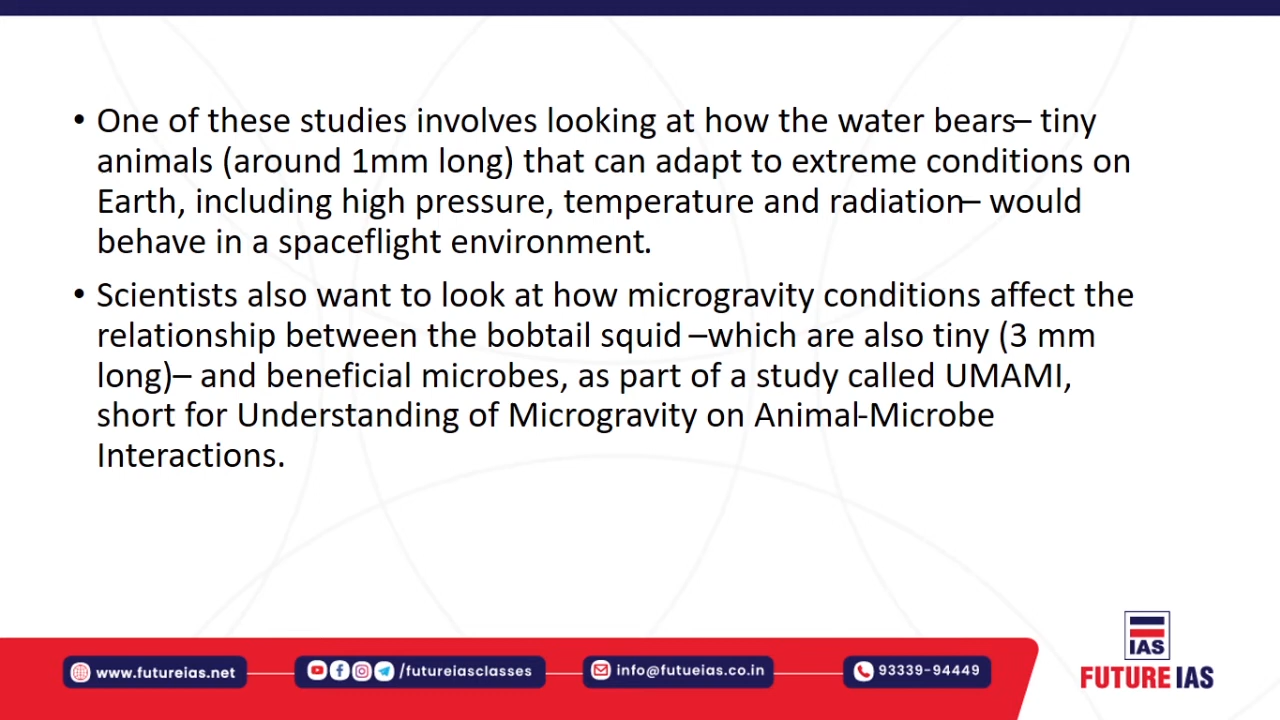 • One of these studies involves looking at how the water bears– tiny
animals (around 1mm long) that can adapt to extreme conditions on
Earth, including high pressure, temperature and radiation– would
behave in a spaceflight environment.
• Scientists also want to look at how microgravity conditions affect the
relationship between the bobtail squid –which are also tiny (3 mm
long)– and beneficial microbes, as part of a study called UMAMI,
short for Understanding of Microgravity on Animal-Microbe
Interactions.
www.futureias.net
/futureiasclasses
info@futueias.co.in
93339-94449
IAS
FUTURE IAS